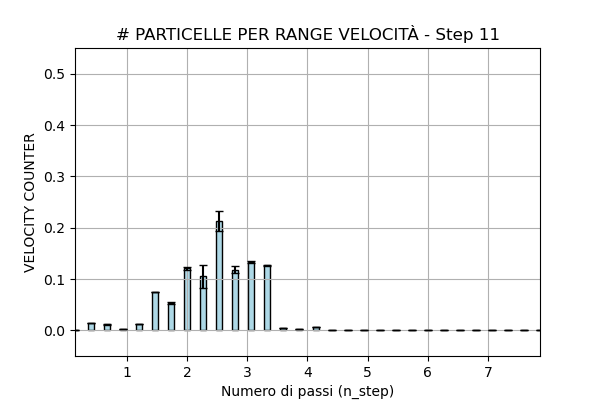 # PARTICELLE PER RANGE VELOCITÀ - Step 11
0.5
0.4
0.3
0.2
0.1
0.0
VELOCITY COUNTER
1 2 3 4 5 6 7
Numero di passi (n_step)